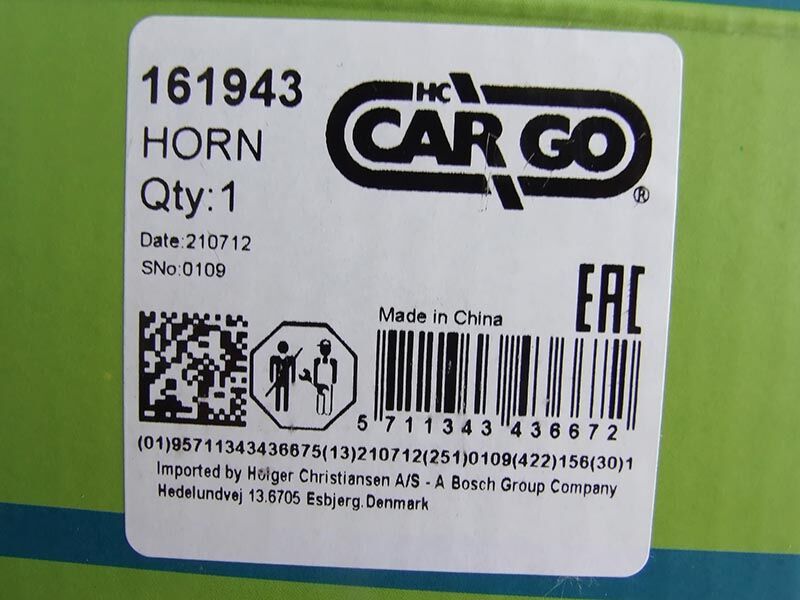 161943
HC
CARGO
®
HORN
Qty:1
Date:210712
SNo:0109
EAC
Made in China
5 711343 436672
(01)95711343436675(13)210712(251)0109(422)156(30)1
Imported by Holger Christiansen A/S - A Bosch Group Company
Hedelundvej 13.6705 Esbjerg.Denmark